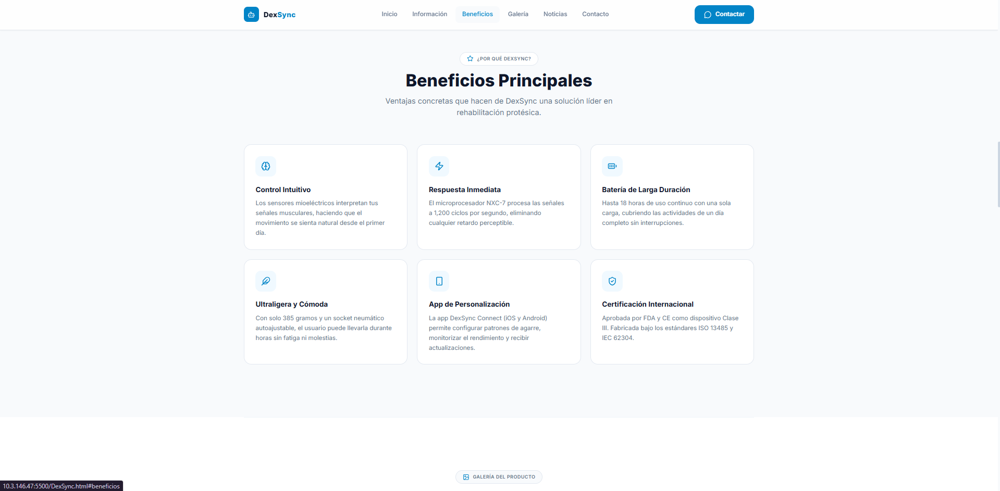 DexSync
Inicio
Información
Beneficios
Galería
Noticias
Contacto
Contactar
¿POR QUÉ DEXSYNC?
Beneficios Principales
Ventajas concretas que hacen de DexSync una solución líder en
rehabilitación protésica.
Control Intuitivo
Los sensores mioeléctricos interpretan tus
señales musculares, haciendo que el
movimiento se sienta natural desde el primer
día.
Respuesta Inmediata
El microprocesador NXC-7 procesa las señales
a 1,200 ciclos por segundo, eliminando
cualquier retardo perceptible.
Batería de Larga Duración
Hasta 18 horas de uso continuo con una sola
carga, cubriendo las actividades de un día
completo sin interrupciones.
Ultraligera y Cómoda
Con solo 385 gramos y un socket neumático
autoajustable, el usuario puede llevarla durante
horas sin fatiga ni molestias.
App de Personalización
La app DexSync Connect (iOS y Android)
permite configurar patrones de agarre,
monitorizar el rendimiento y recibir
actualizaciones.
Certificación Internacional
Aprobada por FDA y CE como dispositivo Clase
III. Fabricada bajo los estándares ISO 13485 y
IEC 62304.
GALERÍA DEL PRODUCTO
10.3.146.47:5500/DexSync.html#beneficios